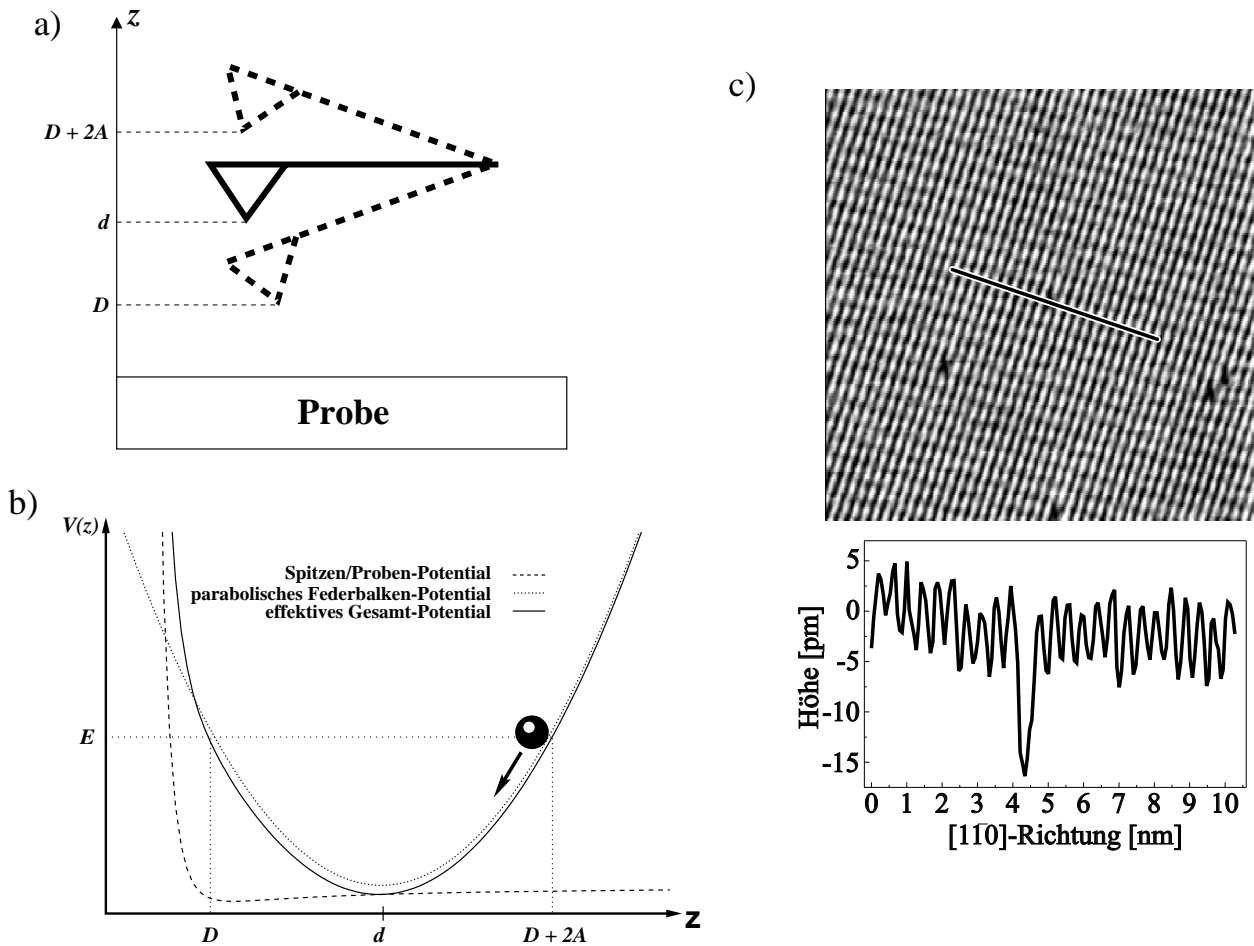 a)
z
D + 2A
d
D
Probe
b)
V(z)
Spitzen/Proben-Potential
parabolisches Federbalken-Potential
effektives Gesamt-Potential
E
D
d
D + 2A
z
c)
Höhe [pm]
5
0
-5
-10
-15
0 1 2 3 4 5 6 7 8 9 10
[11̅0]-Richtung [nm]